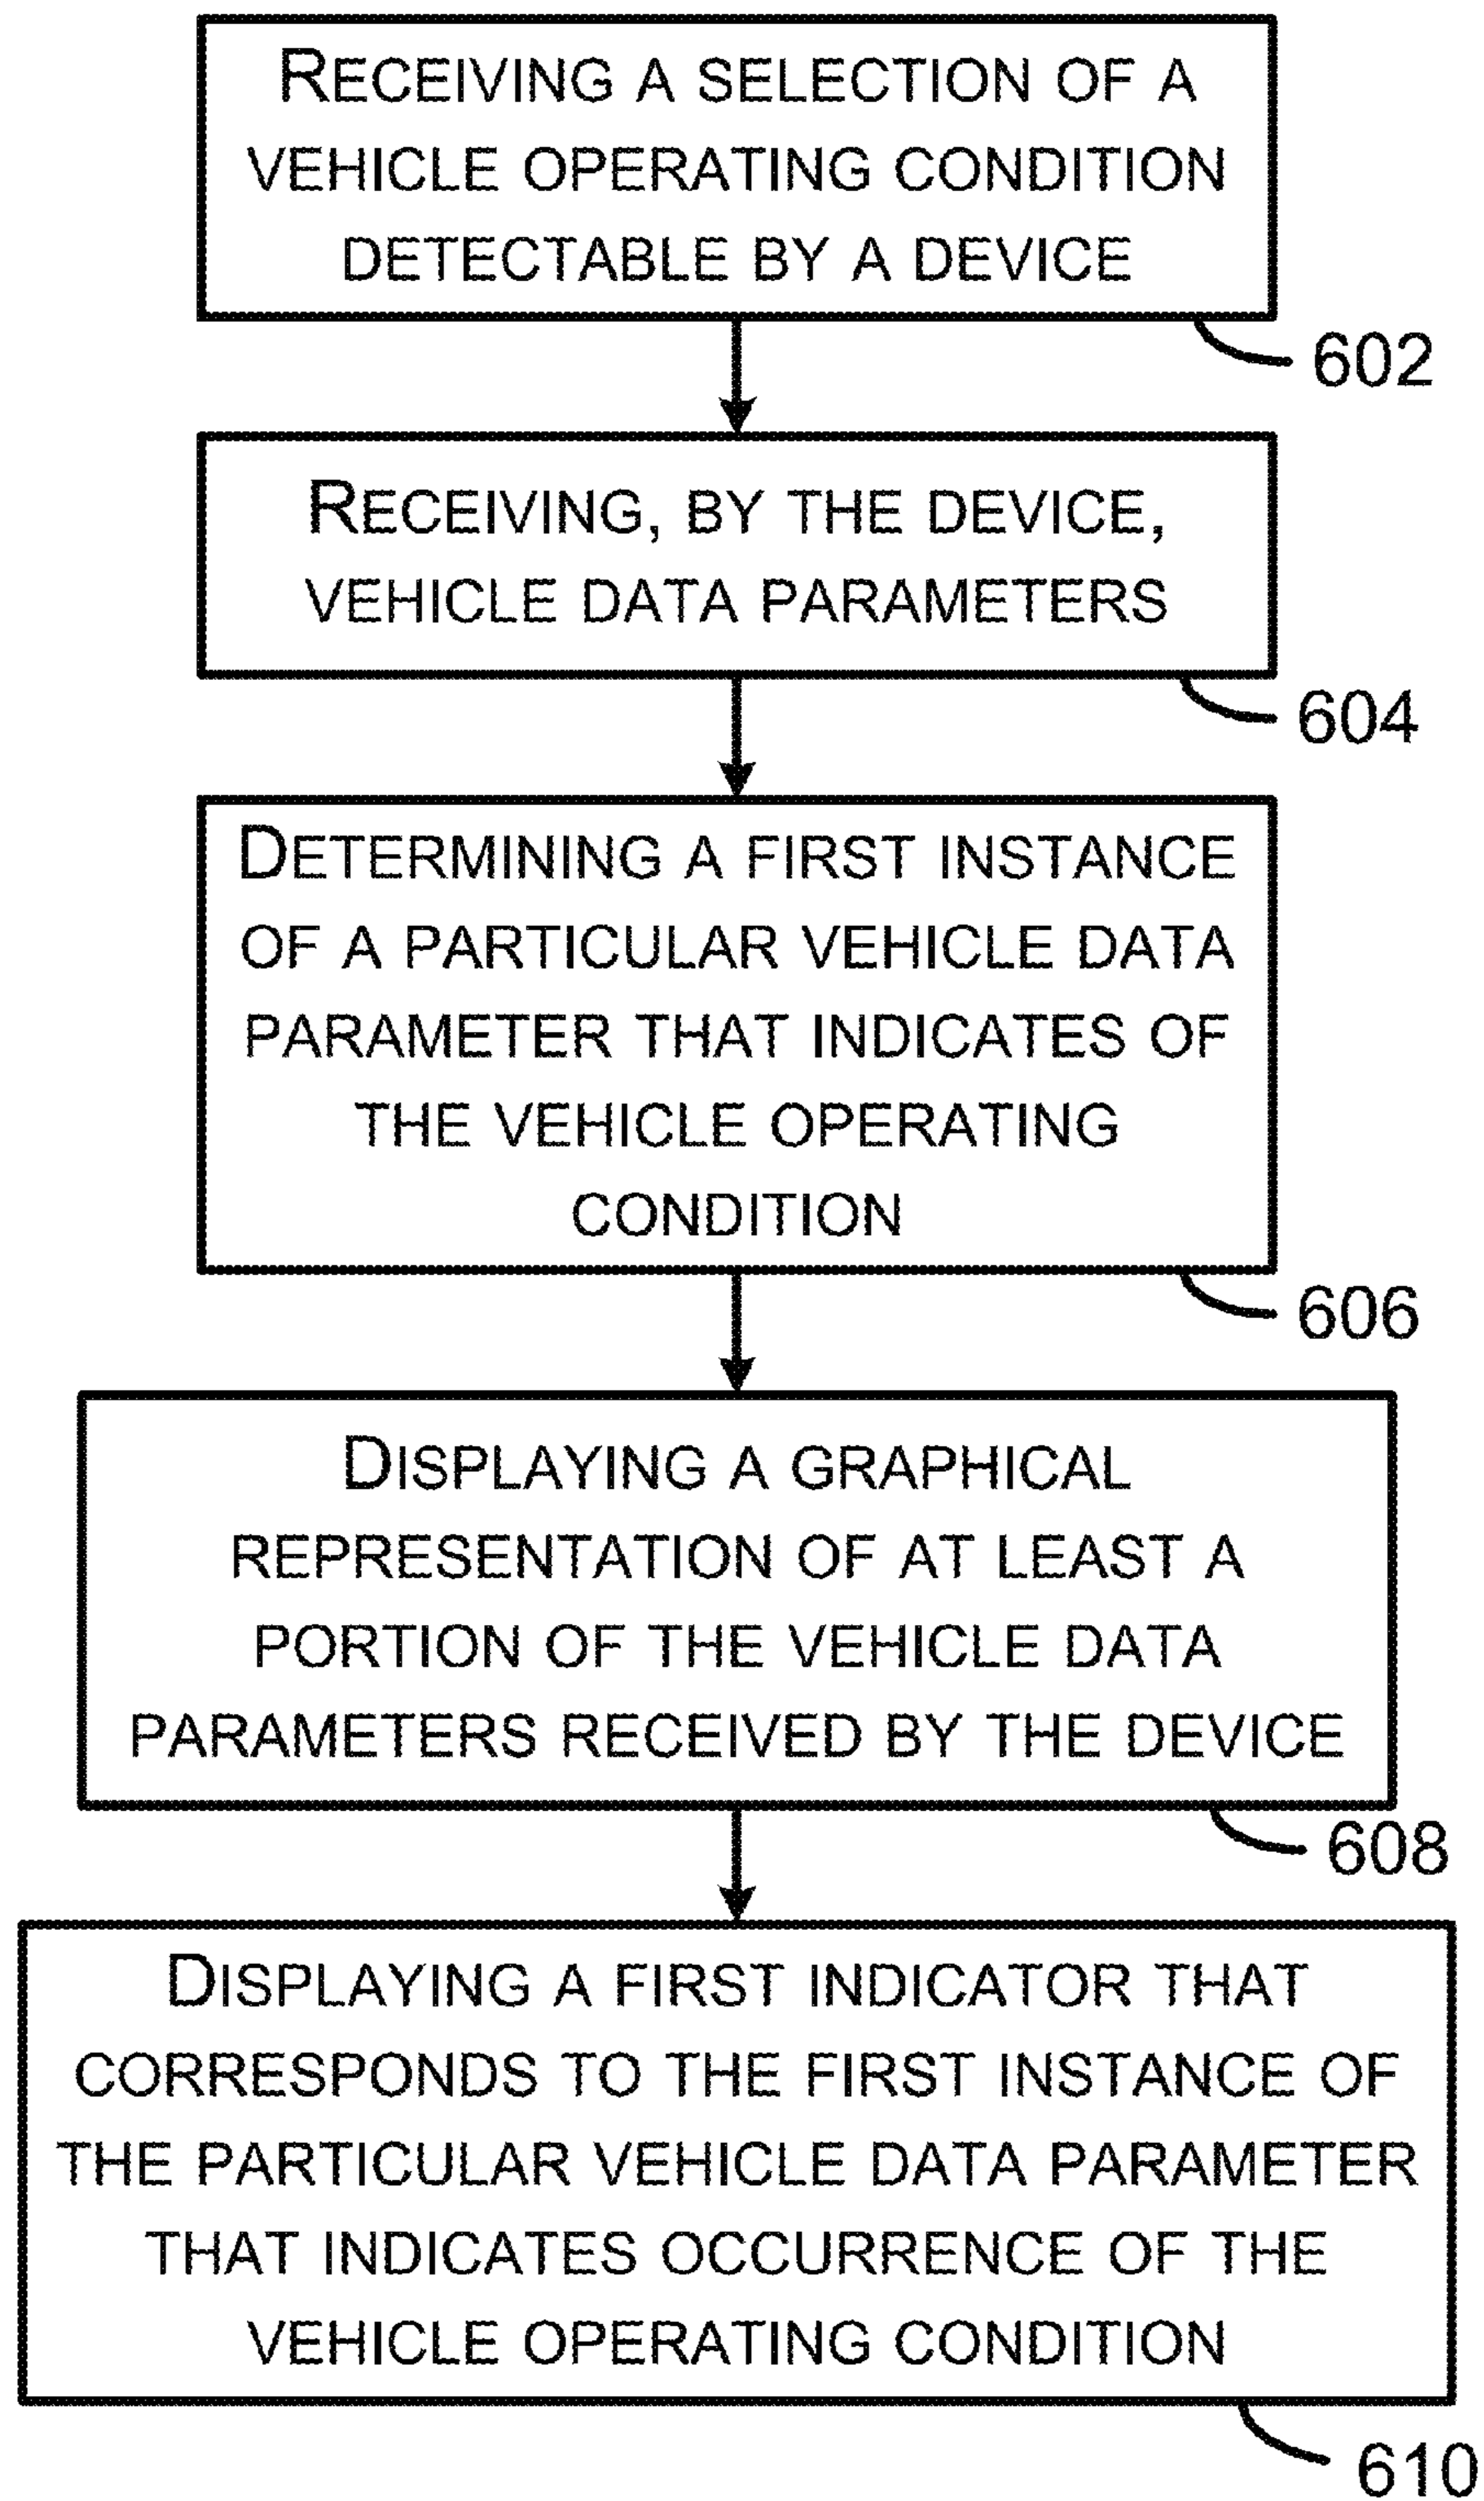 RECEIVING A SELECTION OF A
VEHICLE OPERATING CONDITION
DETECTABLE BY A DEVICE
602
RECEIVING, BY THE DEVICE,
VEHICLE DATA PARAMETERS
604
DETERMINING A FIRST INSTANCE
OF A PARTICULAR VEHICLE DATA
PARAMETER THAT INDICATES OF
THE VEHICLE OPERATING
CONDITION
606
DISPLAYING A GRAPHICAL
REPRESENTATION OF AT LEAST A
PORTION OF THE VEHICLE DATA
PARAMETERS RECEIVED BY THE DEVICE
608
DISPLAYING A FIRST INDICATOR THAT
CORRESPONDS TO THE FIRST INSTANCE OF
THE PARTICULAR VEHICLE DATA PARAMETER
THAT INDICATES OCCURRENCE OF THE
VEHICLE OPERATING CONDITION
610